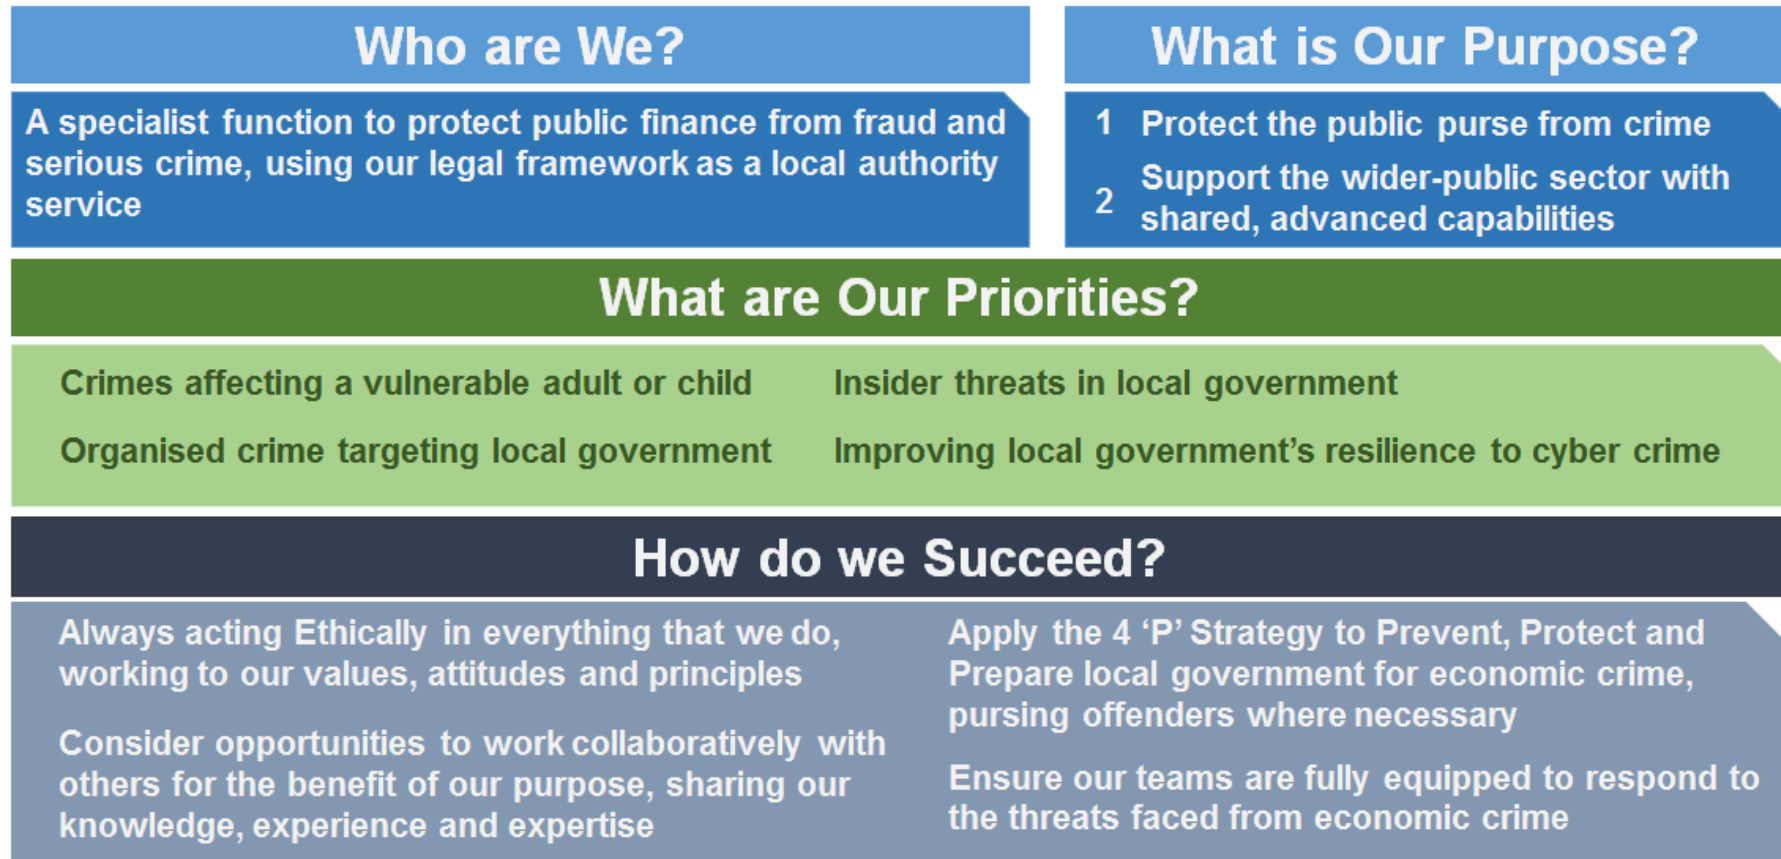 Who are We?
A specialist function to protect public finance from fraud and
serious crime, using our legal framework as a local authority
service
What is Our Purpose?
1 Protect the public purse from crime
2 Support the wider-public sector with
shared, advanced capabilities
What are Our Priorities?
Crimes affecting a vulnerable adult or child
Organised crime targeting local government
Insider threats in local government
Improving local government’s resilience to cyber crime
How do we Succeed?
Always acting Ethically in everything that we do,
working to our values, attitudes and principles
Consider opportunities to work collaboratively with
others for the benefit of our purpose, sharing our
knowledge, experience and expertise
Apply the 4 ‘P’ Strategy to Prevent, Protect and
Prepare local government for economic crime,
pursing offenders where necessary
Ensure our teams are fully equipped to respond to
the threats faced from economic crime